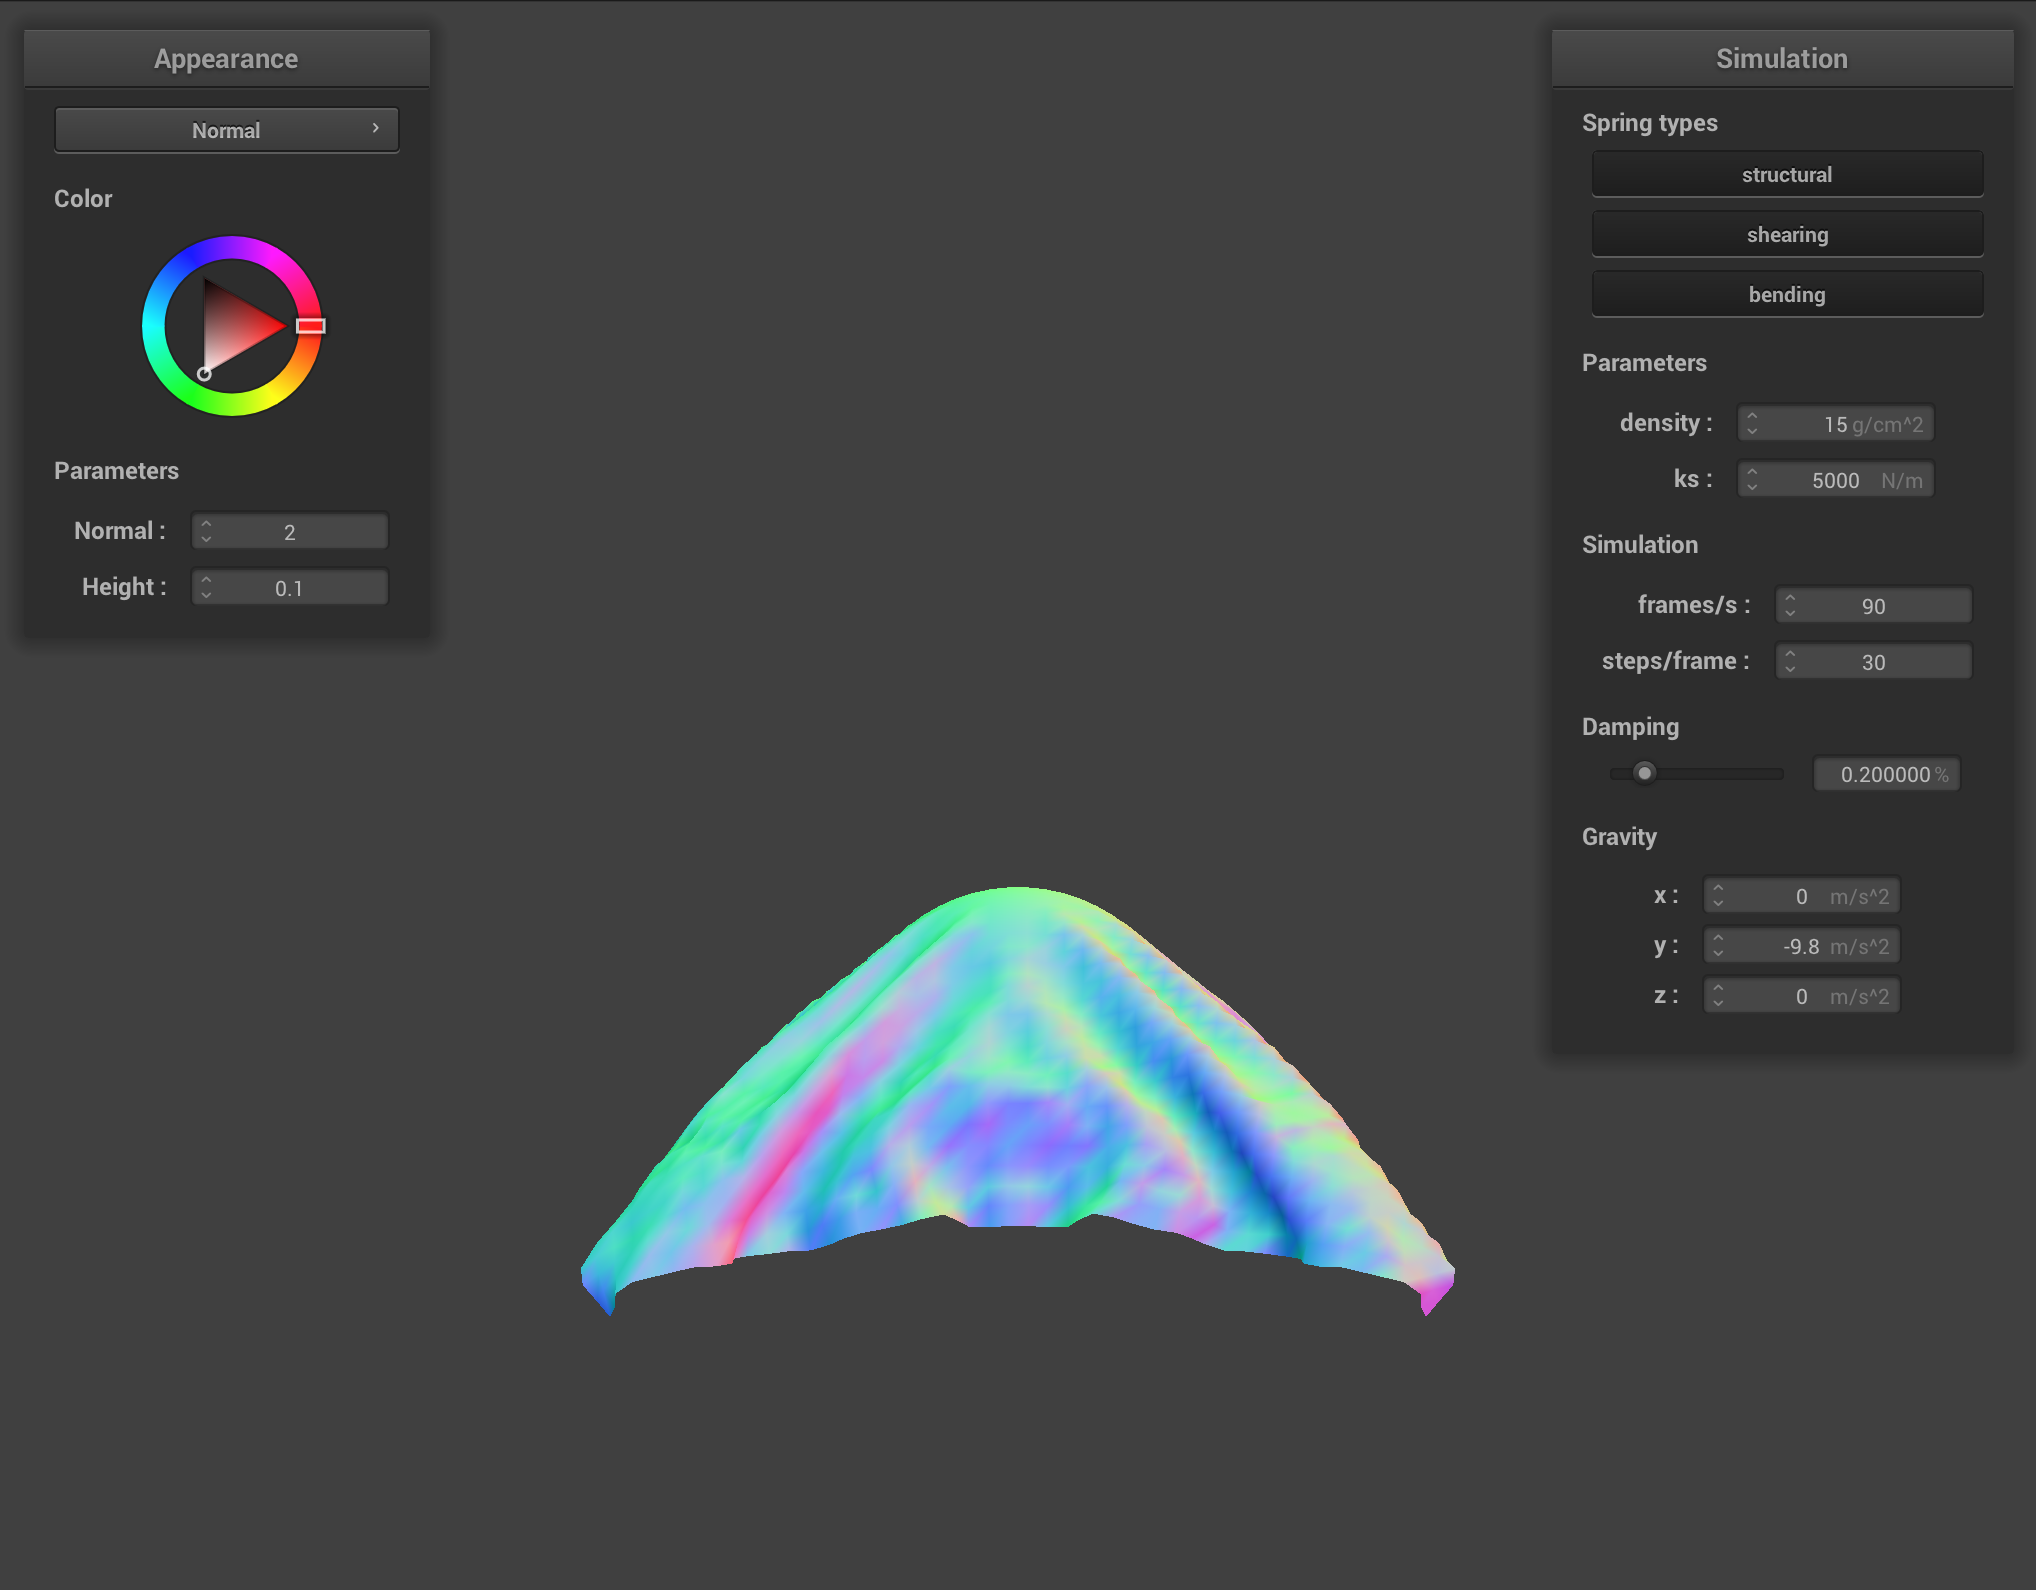 Appearance
Normal
Color
Parameters
Normal : 2
Height : 0.1
Simulation
Spring types
structural
shearing
bending
Parameters
density : 15 g/cm^2
ks : 5000 N/m
Simulation
frames/s : 90
steps/frame : 30
Damping
0.200000 %
Gravity
x : 0 m/s^2
y : -9.8 m/s^2
z : 0 m/s^2